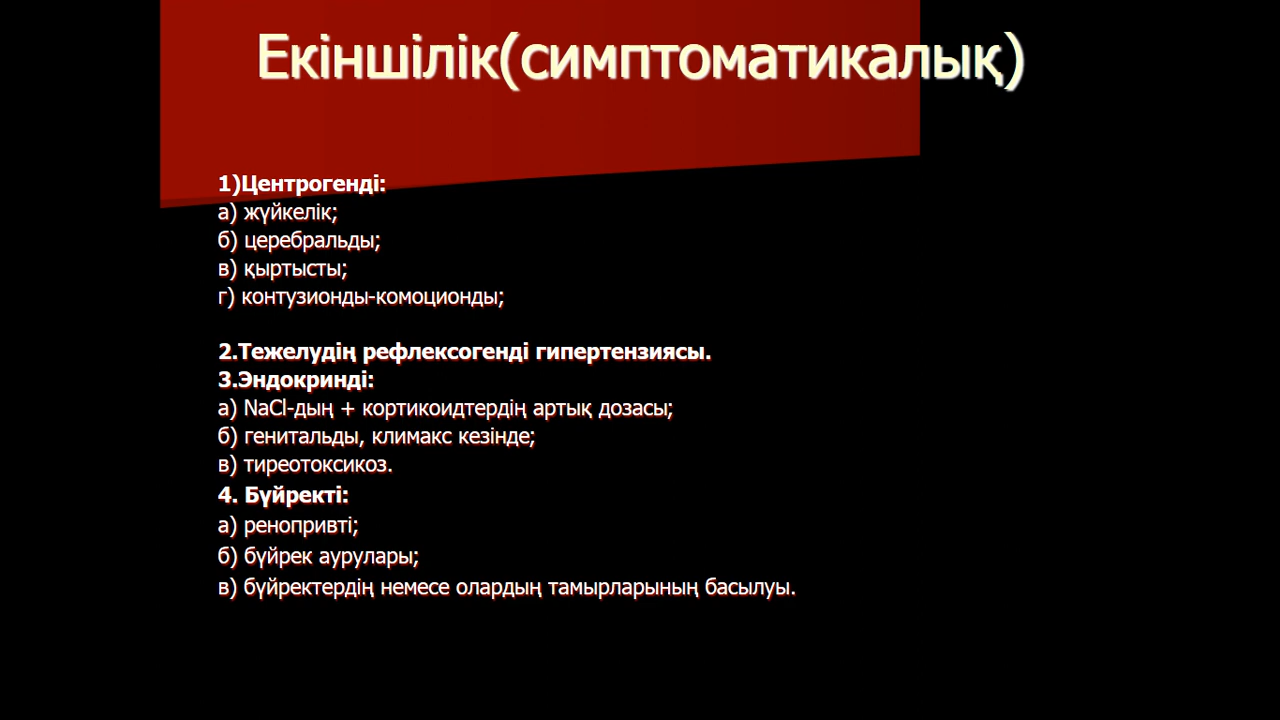 Екіншілік(симптоматикалық)
1)Центрогенді:
а) жүйкелік;
б) церебральды;
в) қыртысты;
г) контузионды-комоционды;
2.Тежелудің рефлексогенді гипертензиясы.
3.Эндокринді:
а) NaCl-дың + кортикоидтердің артық дозасы;
б) генитальды, климакс кезінде;
в) тиреотоксикоз.
4. Бүйректі:
а) ренопривті;
б) бүйрек аурулары;
в) бүйректердің немесе олардың тамырларының басылуы.